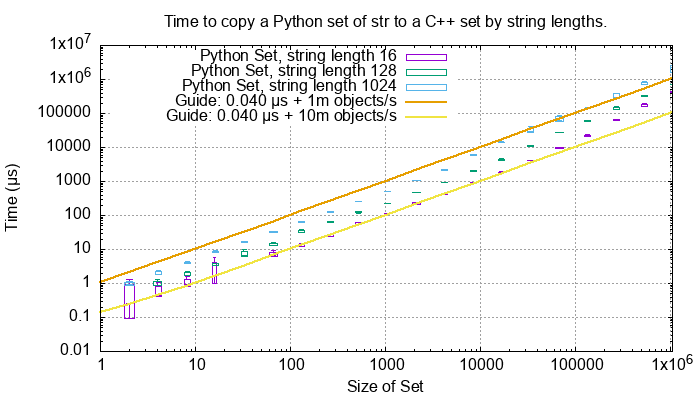 Time to copy a Python set of str to a C++ set by string lengths.
1x10^7
1x10^6
100000
10000
1000
100
10
1
0.1
0.01
Time (μs)
Python Set, string length 16
Python Set, string length 128
Python Set, string length 1024
Guide: 0.040 μs + 1m objects/s
Guide: 0.040 μs + 10m objects/s
1 10 100 1000 10000 100000 1x10^6
Size of Set